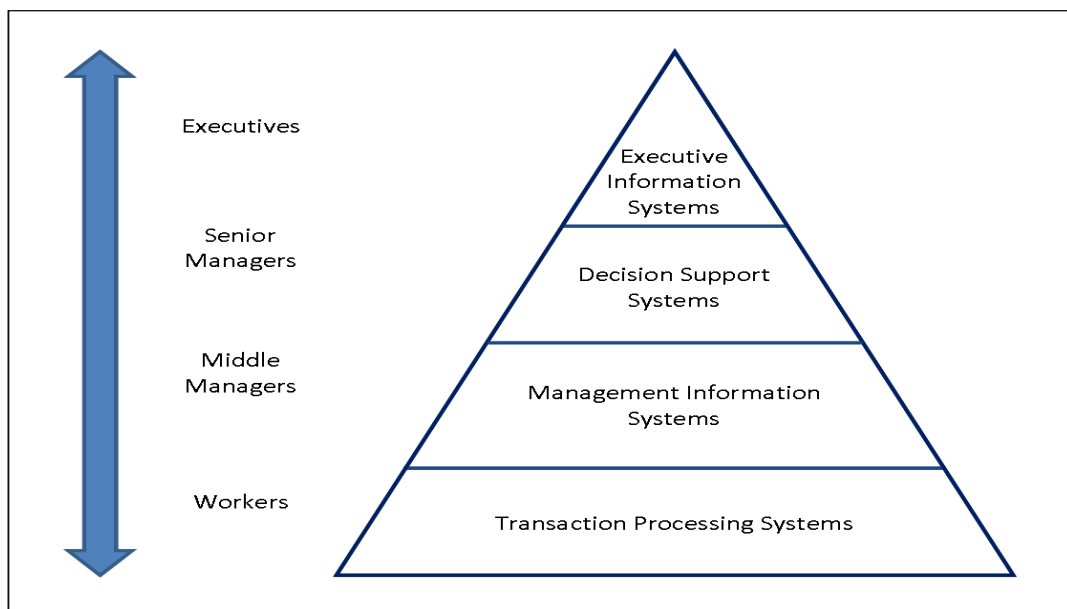 Executives
Senior
Managers
Middle
Managers
Workers
Executive
Information
Systems
Decision Support
Systems
Management Information
Systems
Transaction Processing Systems